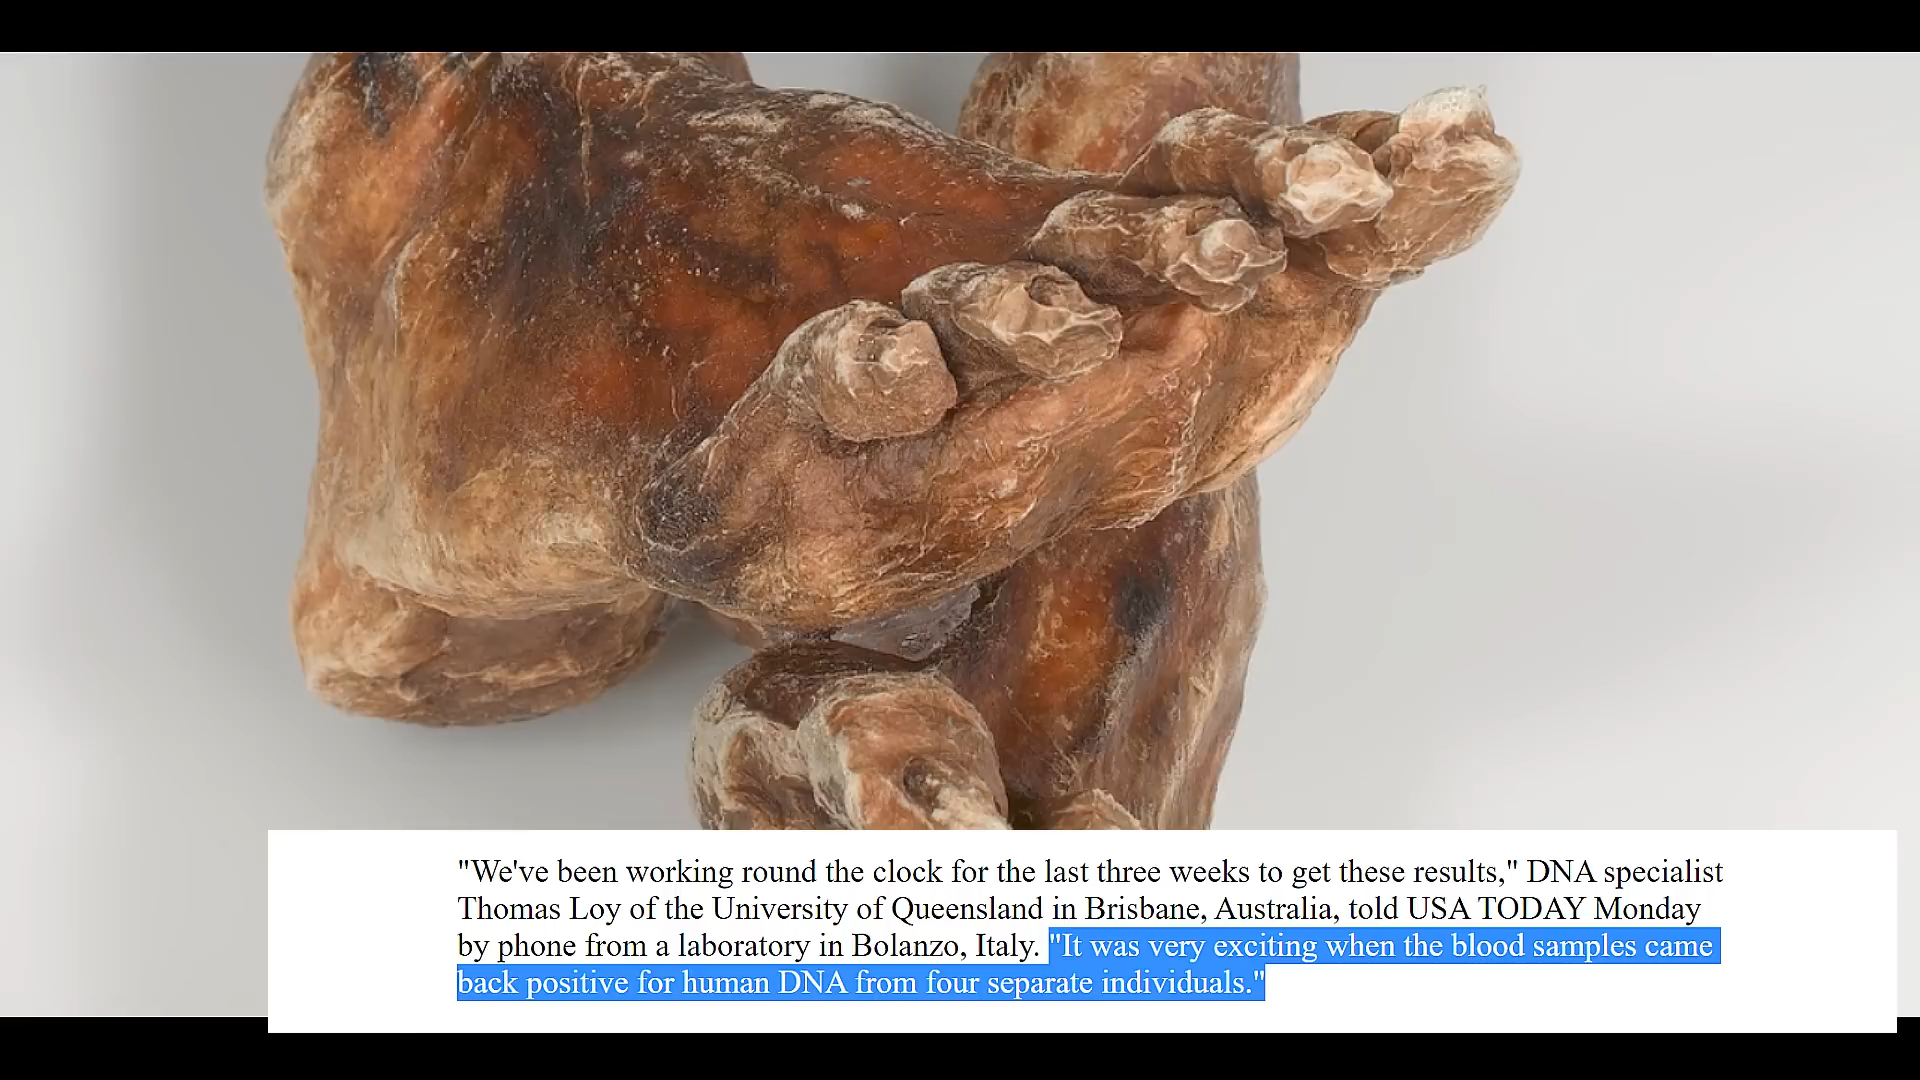 "We've been working round the clock for the last three weeks to get these results," DNA specialist
Thomas Loy of the University of Queensland in Brisbane, Australia, told USA TODAY Monday
by phone from a laboratory in Bolanzo, Italy. "It was very exciting when the blood samples came
back positive for human DNA from four separate individuals."